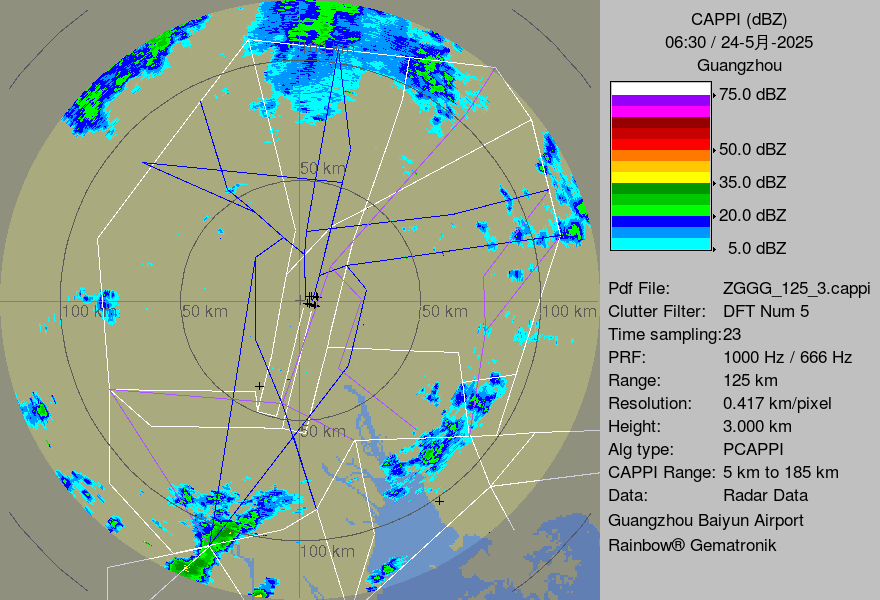 CAPPI (dBZ)
06:30 / 24-5月-2025
Guangzhou
75.0 dBZ
50.0 dBZ
35.0 dBZ
20.0 dBZ
5.0 dBZ
Pdf File: ZGGG_125_3.cappi
Clutter Filter: DFT Num 5
Time sampling:23
PRF: 1000 Hz / 666 Hz
Range: 125 km
Resolution: 0.417 km/pixel
Height: 3.000 km
Alg type: PCAPPI
CAPPI Range: 5 km to 185 km
Data: Radar Data
Guangzhou Baiyun Airport
Rainbow® Gematronik
100 km
50 km
100 km
50 km
50 km
100 km
50 km
100 km